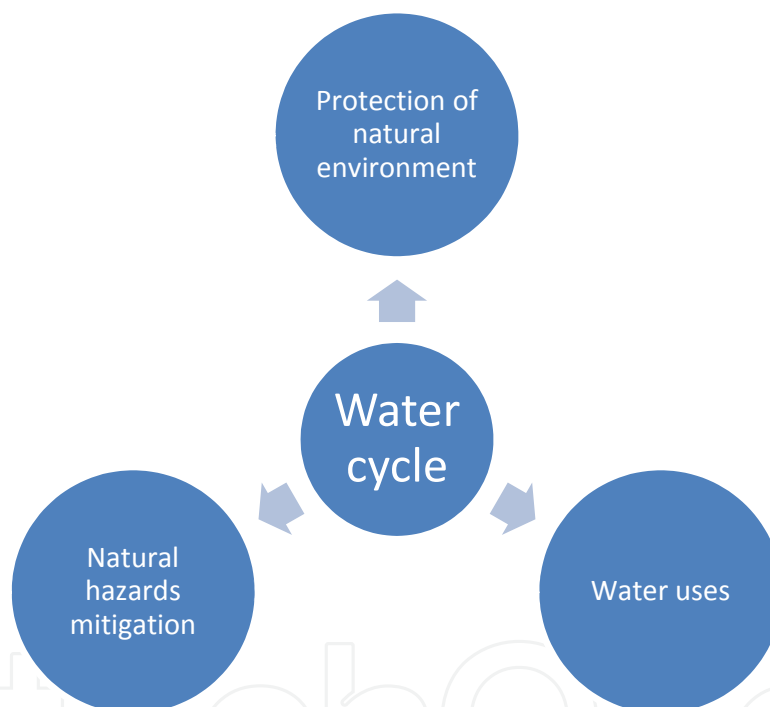 Protection of
natural
environment
Water
cycle
Natural
hazards
mitigation
Water uses